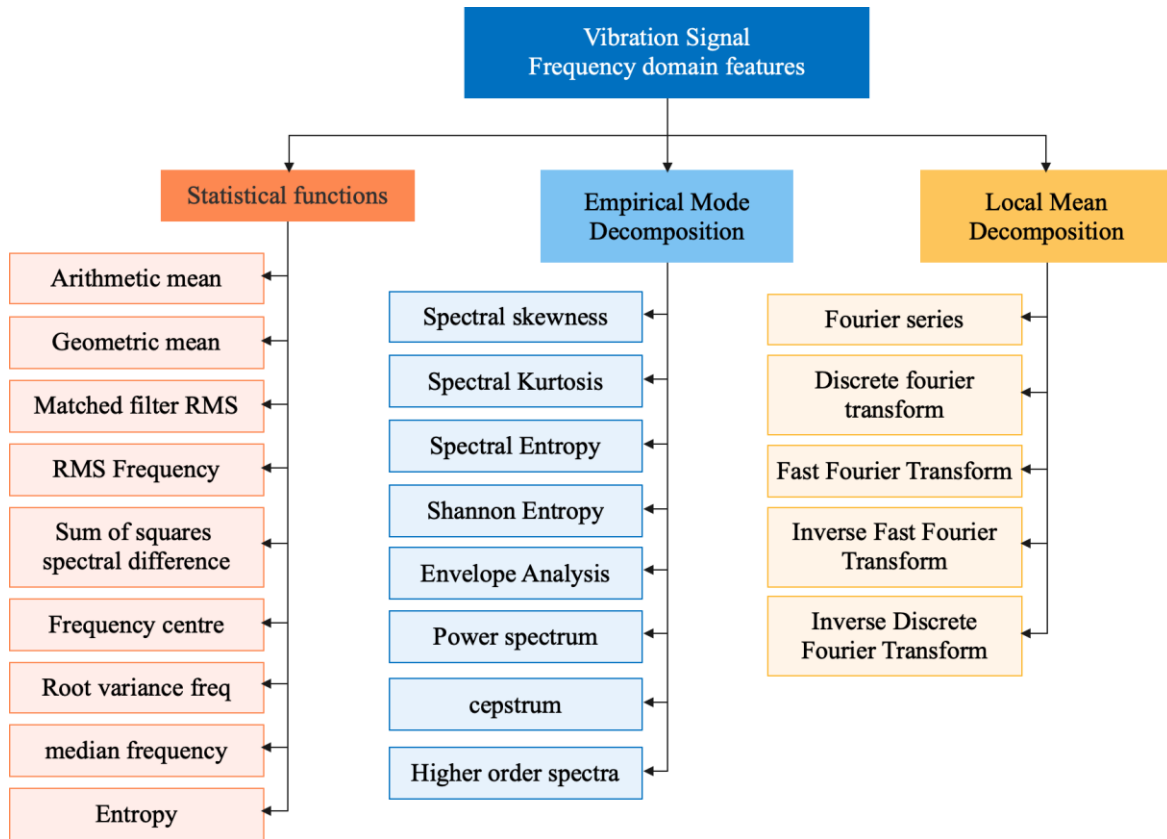 Vibration Signal
Frequency domain features
Statistical functions
Arithmetic mean
Geometric mean
Matched filter RMS
RMS Frequency
Sum of squares
spectral difference
Frequency centre
Root variance freq
median frequency
Entropy
Empirical Mode
Decomposition
Spectral skewness
Spectral Kurtosis
Spectral Entropy
Shannon Entropy
Envelope Analysis
Power spectrum
cepstrum
Higher order spectra
Local Mean
Decomposition
Fourier series
Discrete fourier
transform
Fast Fourier Transform
Inverse Fast Fourier
Transform
Inverse Discrete
Fourier Transform